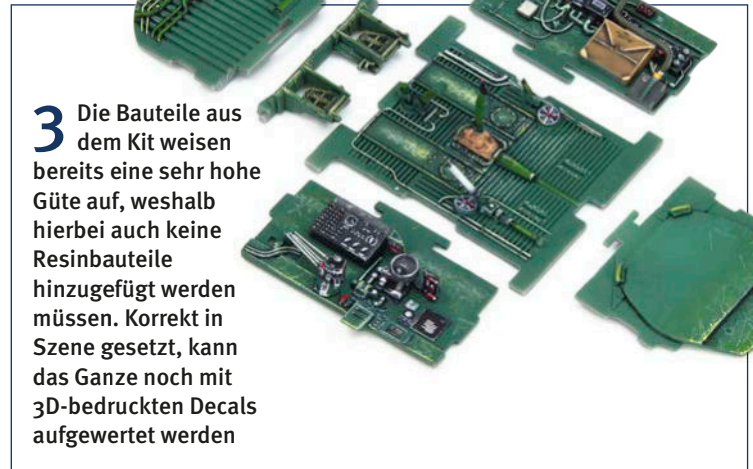 3 Die Bauteile aus
dem Kit weisen
bereits eine sehr hohe
Güte auf, weshalb
hierbei auch keine
Resinbauteile
hinzugefügt werden
müssen. Korrekt in
Szene gesetzt, kann
das Ganze noch mit
3D-bedruckten Decals
aufgewertet werden